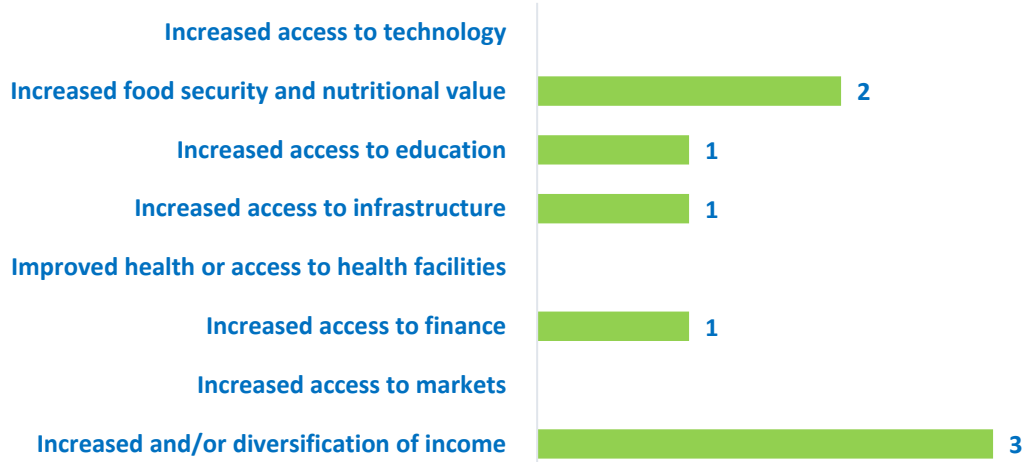 Increased access to technology
Increased food security and nutritional value 2
Increased access to education 1
Increased access to infrastructure 1
Improved health or access to health facilities
Increased access to finance 1
Increased access to markets
Increased and/or diversification of income 3